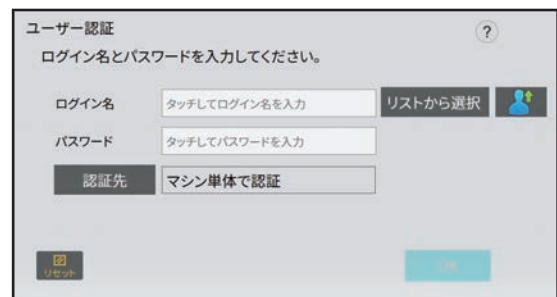 ユーザー認証
?
ログイン名とパスワードを入力してください。
ログイン名 タッチしてログイン名を入力 リストから選択
パスワード タッチしてパスワードを入力
認証先 マシン単体で認証
リセット OK